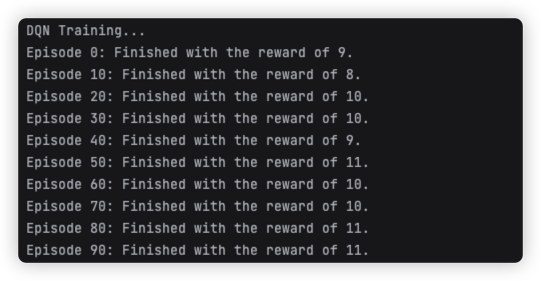 DQN Training...
Episode 0: Finished with the reward of 9.
Episode 10: Finished with the reward of 8.
Episode 20: Finished with the reward of 10.
Episode 30: Finished with the reward of 10.
Episode 40: Finished with the reward of 9.
Episode 50: Finished with the reward of 11.
Episode 60: Finished with the reward of 10.
Episode 70: Finished with the reward of 10.
Episode 80: Finished with the reward of 11.
Episode 90: Finished with the reward of 11.